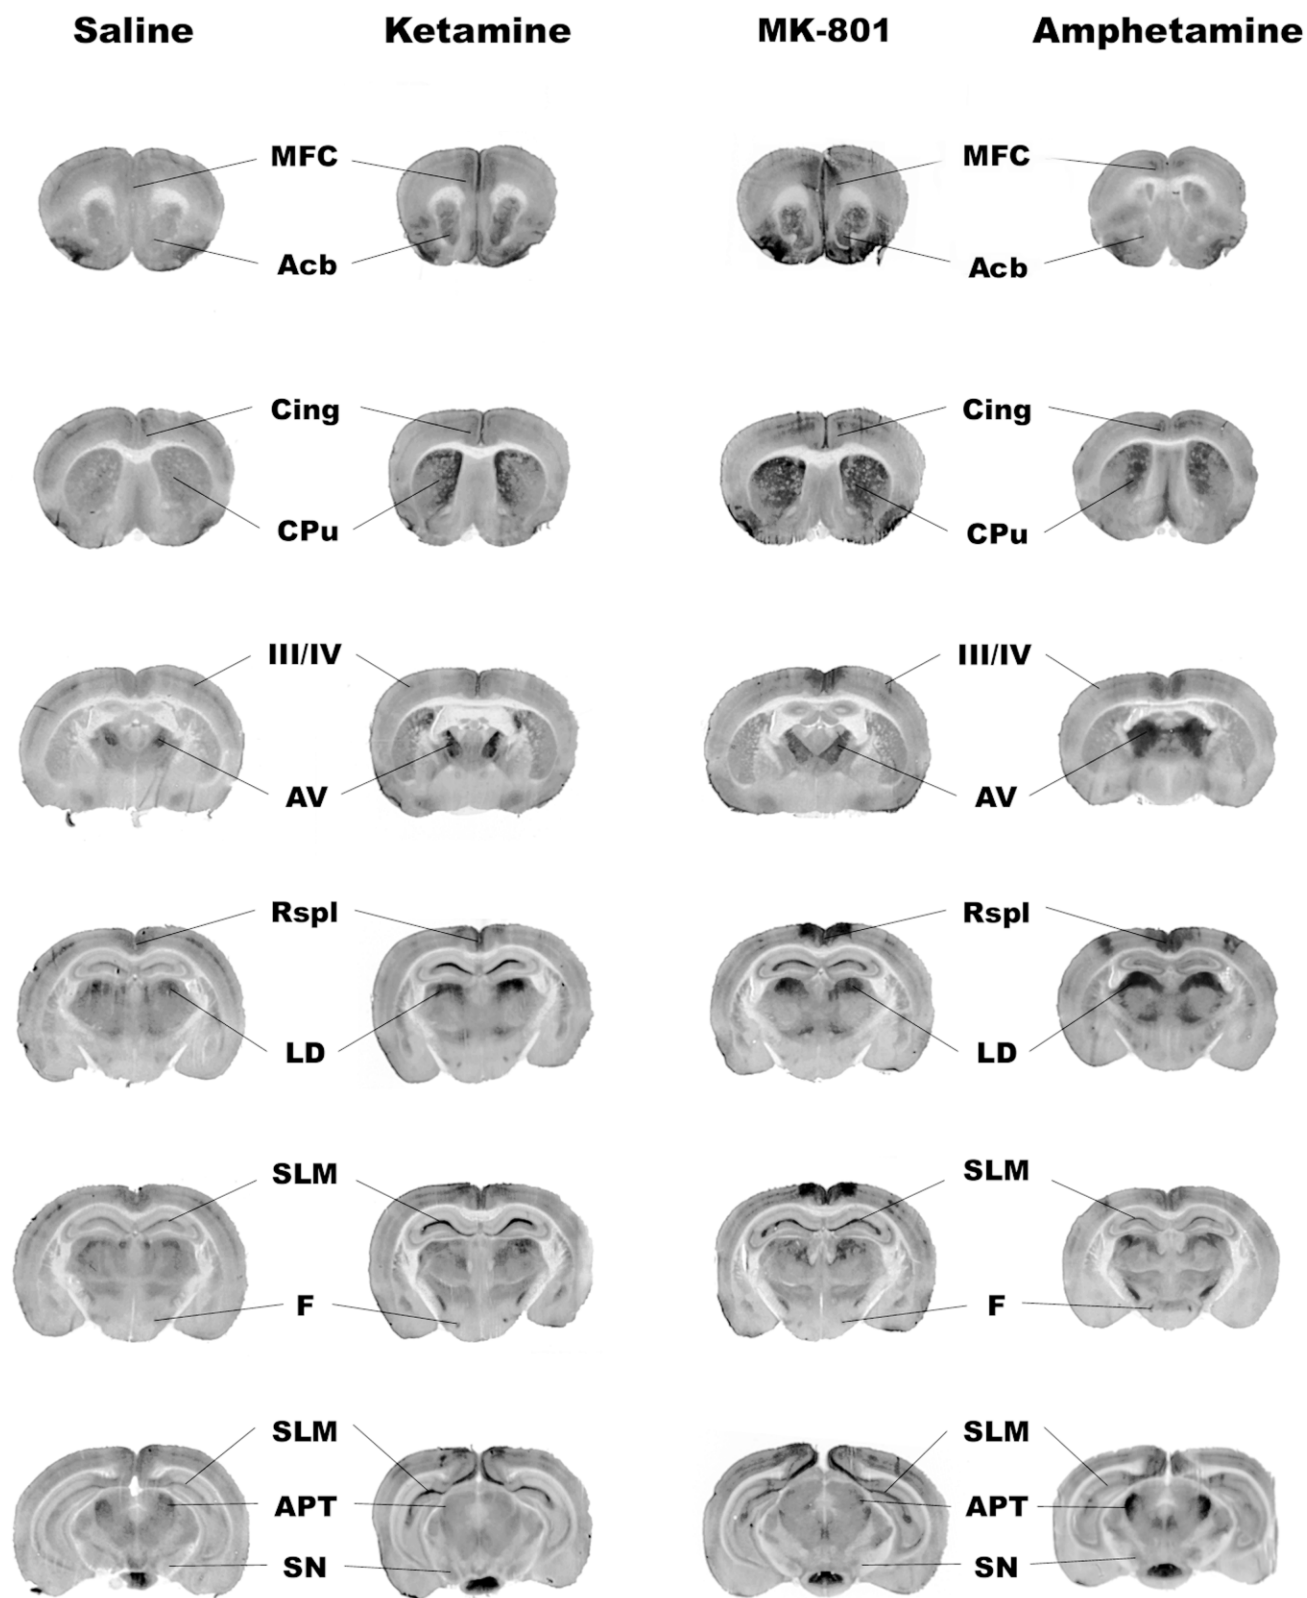 Saline Ketamine MK-801 Amphetamine
MFC MFC
Acb Acb
Cing Cing
CPu CPu
III/IV III/IV
AV AV
Rspl Rspl
LD LD
SLM SLM
F F
SLM SLM
APT APT
SN SN